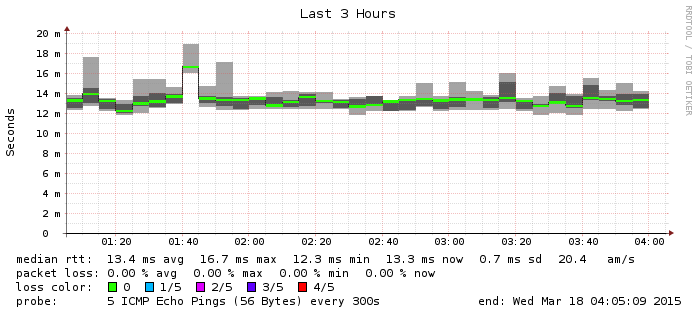 Last 3 Hours
RRDTOOL / TOBI OETIKER
Seconds
20 m
18 m
16 m
14 m
12 m
10 m
8 m
6 m
4 m
2 m
0
01:20 01:40 02:00 02:20 02:40 03:00 03:20 03:40 04:00
median rtt: 13.4 ms avg 16.7 ms max 12.3 ms min 13.3 ms now 0.7 ms sd 20.4 am/s
packet loss: 0.00 % avg 0.00 % max 0.00 % min 0.00 % now
loss color: 0 1/5 2/5 3/5 4/5
probe: 5 ICMP Echo Pings (56 Bytes) every 300s end: Wed Mar 18 04:05:09 2015